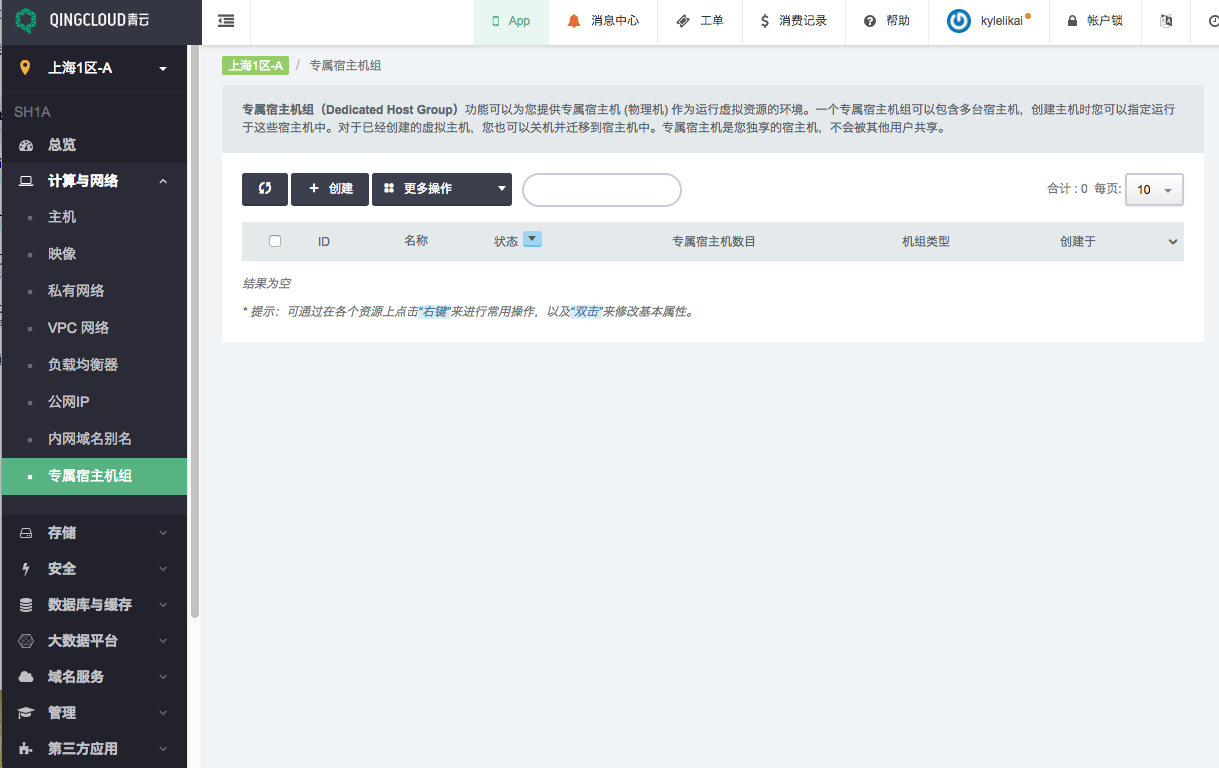 QINGCLOUD青云
App
消息中心
工单
消费记录
帮助
kylelikai
帐户锁
上海1区-A
SH1A
总览
计算与网络
主机
映像
私有网络
VPC 网络
负载均衡器
公网IP
内网域名别名
专属宿主机组
存储
安全
数据库与缓存
大数据平台
域名服务
管理
第三方应用
上海1区-A / 专属宿主机组
专属宿主机组（Dedicated Host Group）功能可以为您提供专属宿主机 (物理机) 作为运行虚拟资源的环境。一个专属宿主机组可以包含多台宿主机，创建主机时您可以指定运行
于这些宿主机中。对于已经创建的虚拟主机，您也可以关机并迁移到宿主机中。专属宿主机是您独享的宿主机，不会被其他用户共享。
创建
更多操作
合计 : 0 每页: 10
ID 名称 状态 专属宿主机数目 机组类型 创建于
结果为空
* 提示：可通过在各个资源上点击“右键”来进行常用操作，以及“双击”来修改基本属性。